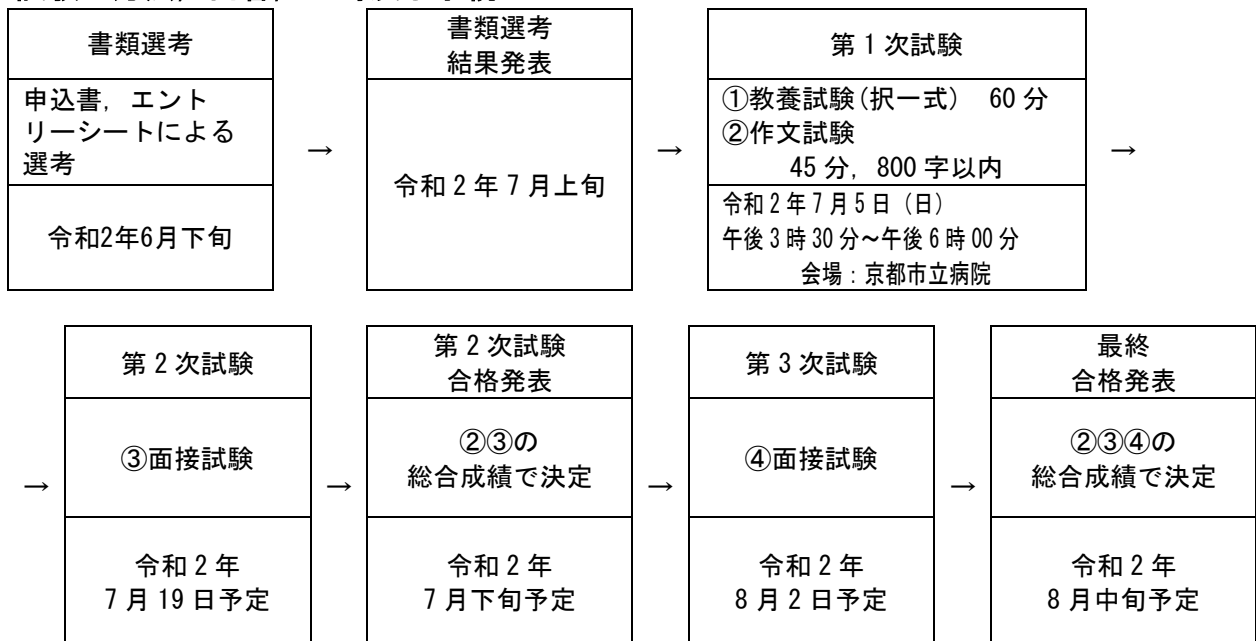 書類選考
申込書，エント
リーシートによる
選考
令和2年6月下旬
→
書類選考
結果発表
令和２年７月上旬
→
第１次試験
①教養試験(択一式)　60分
②作文試験
45分，800字以内
令和２年７月５日（日）
午後３時30分～午後６時00分
会場：京都市立病院
→
→
第２次試験
③面接試験
令和２年
７月19日予定
→
第２次試験
合格発表
②③の
総合成績で決定
令和２年
７月下旬予定
→
第３次試験
④面接試験
令和２年
８月２日予定
→
最終
合格発表
②③④の
総合成績で決定
令和２年
８月中旬予定